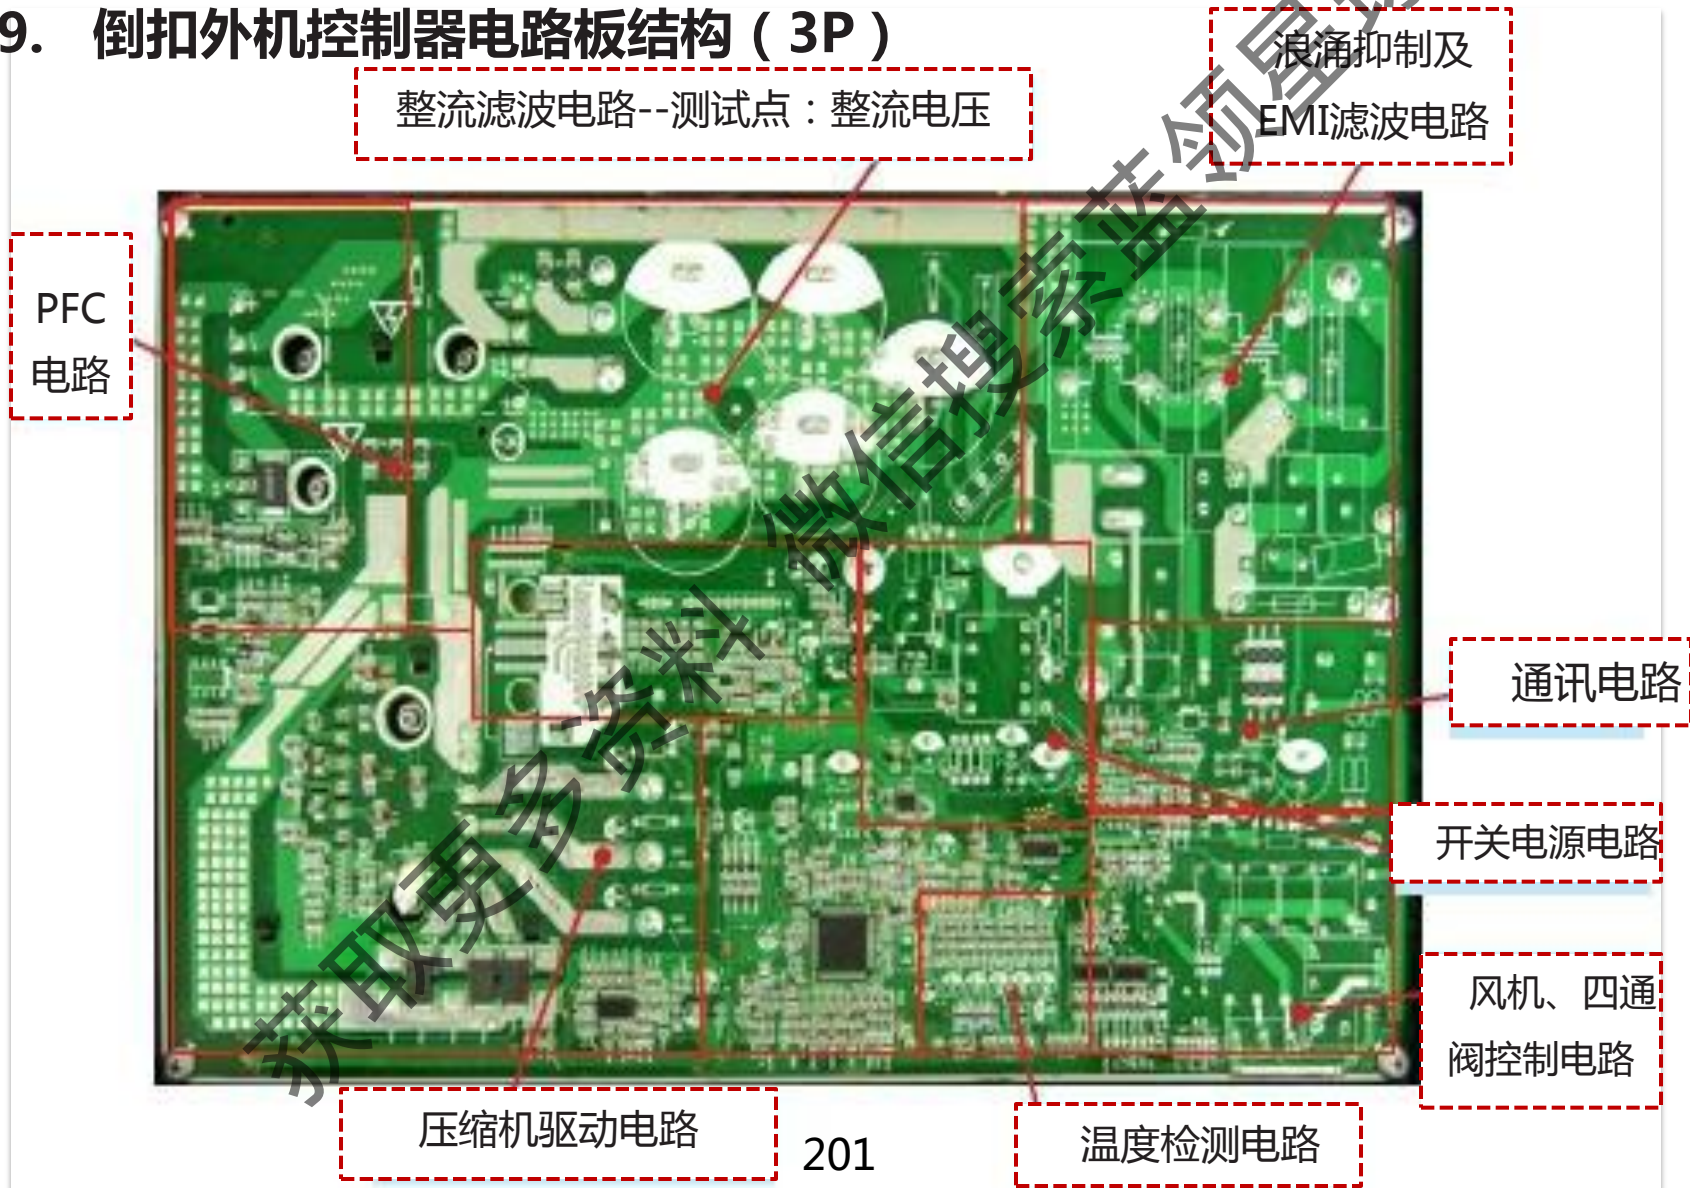 9. 倒扣外机控制器电路板结构（3P）
整流滤波电路--测试点：整流电压
浪涌抑制及
EMI滤波电路
PFC
电路
通讯电路
开关电源电路
风机、四通
阀控制电路
压缩机驱动电路
温度检测电路
201
获取更多资料 微信搜索蓝领星球